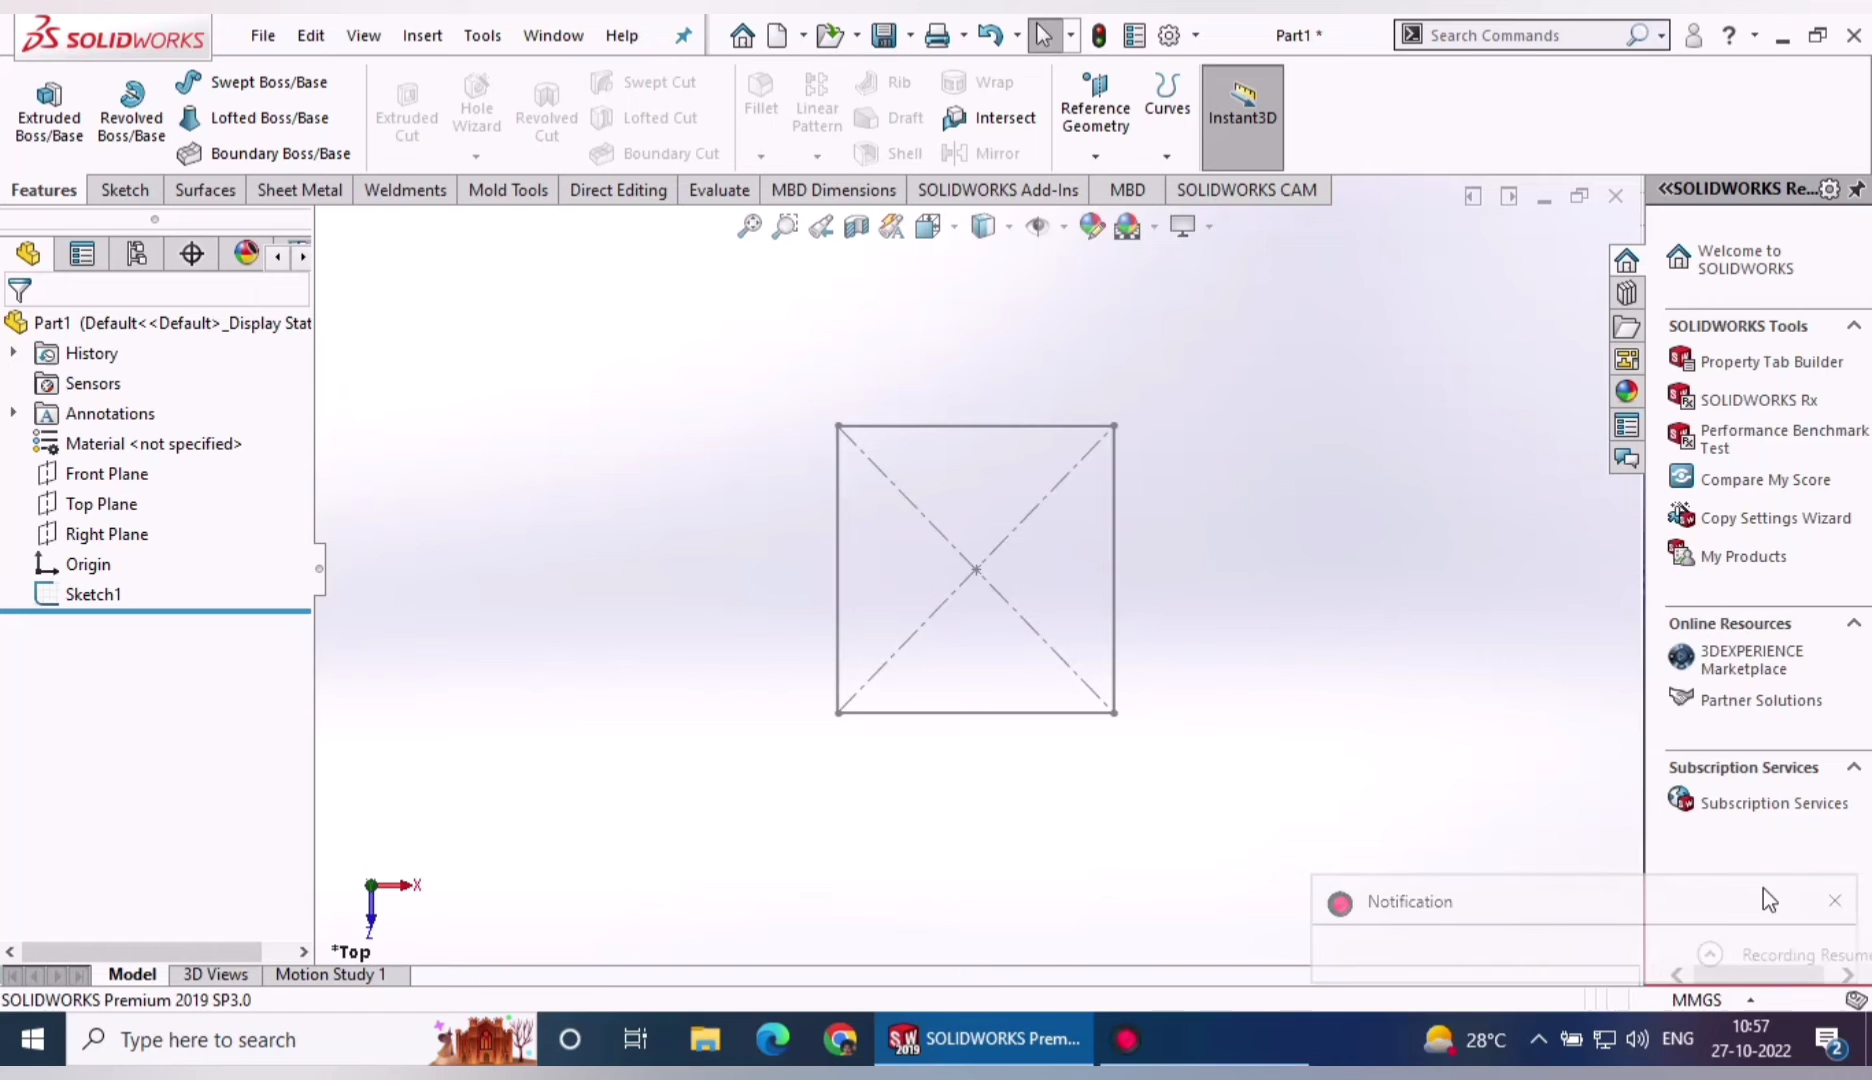 SOLIDWORKS File Edit View Insert Tools Window Help Part1 * Search Commands ?
Extruded Boss/Base
Revolved Boss/Base
Swept Boss/Base
Lofted Boss/Base
Boundary Boss/Base
Extruded Cut
Hole Wizard
Revolved Cut
Swept Cut
Lofted Cut
Boundary Cut
Fillet
Linear Pattern
Rib
Draft
Shell
Wrap
Intersect
Mirror
Reference Geometry
Curves
Instant3D
Features Sketch Surfaces Sheet Metal Weldments Mold Tools Direct Editing Evaluate MBD Dimensions SOLIDWORKS Add-Ins MBD SOLIDWORKS CAM
Part1 (Default<<Default>_Display Stat
History
Sensors
Annotations
Material <not specified>
Front Plane
Top Plane
Right Plane
Origin
Sketch1
X
Z
*Top
«SOLIDWORKS Re...
Welcome to
SOLIDWORKS
SOLIDWORKS Tools
Property Tab Builder
SOLIDWORKS Rx
Performance Benchmark
Test
Compare My Score
Copy Settings Wizard
My Products
Online Resources
3DEXPERIENCE
Marketplace
Partner Solutions
Subscription Services
Subscription Services
Notification
Recording Resume
Model 3D Views Motion Study 1
SOLIDWORKS Premium 2019 SP3.0 MMGS
Type here to search SW 2019 SOLIDWORKS Prem... 28°C ENG 10:57
27-10-2022
2